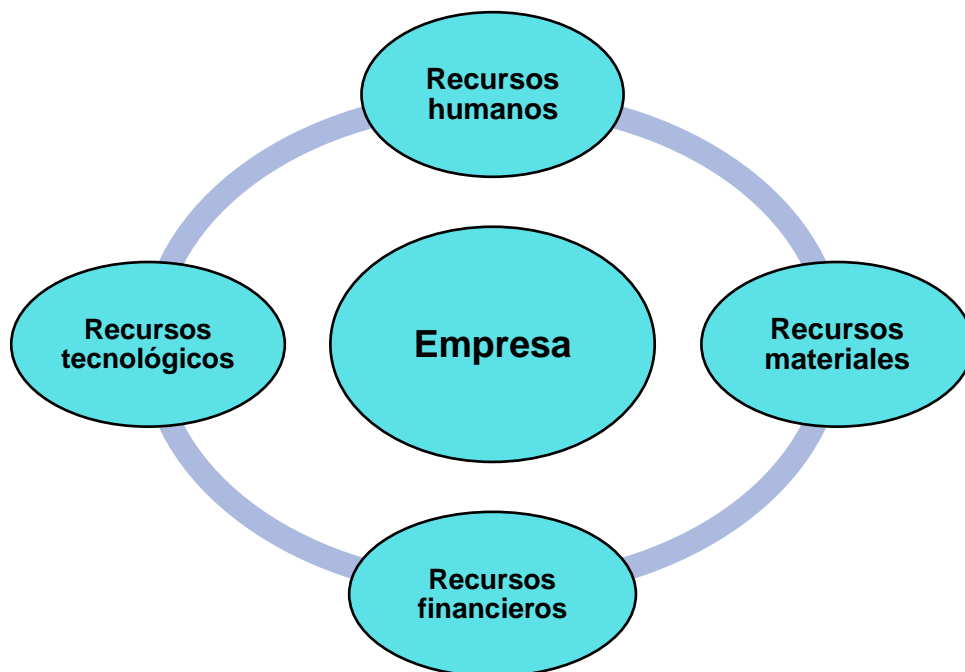 Recursos
humanos
Recursos
tecnológicos
Empresa
Recursos
materiales
Recursos
financieros